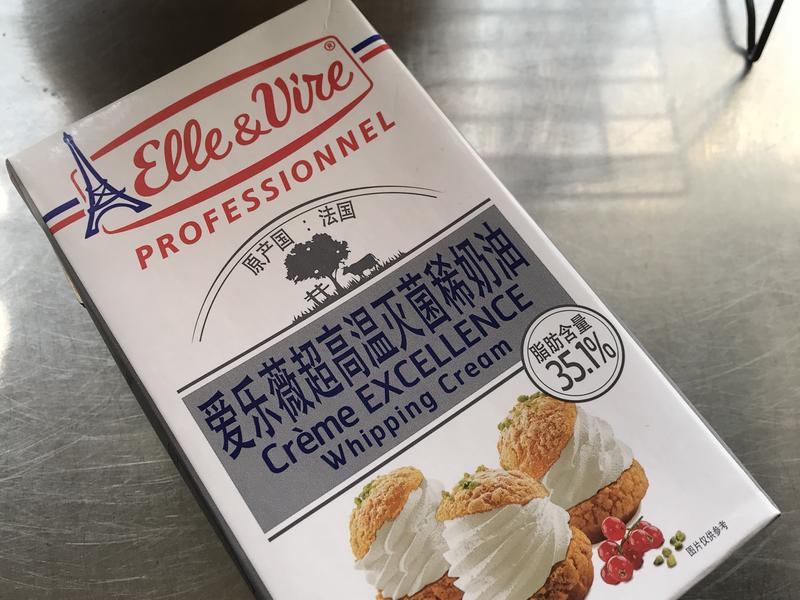 Elle & Vire®
PROFESSIONNEL
原产国：法国
爱乐薇超高温灭菌稀奶油
Crème EXCELLENCE
Whipping Cream
脂肪含量
35.1%
图片仅供参考